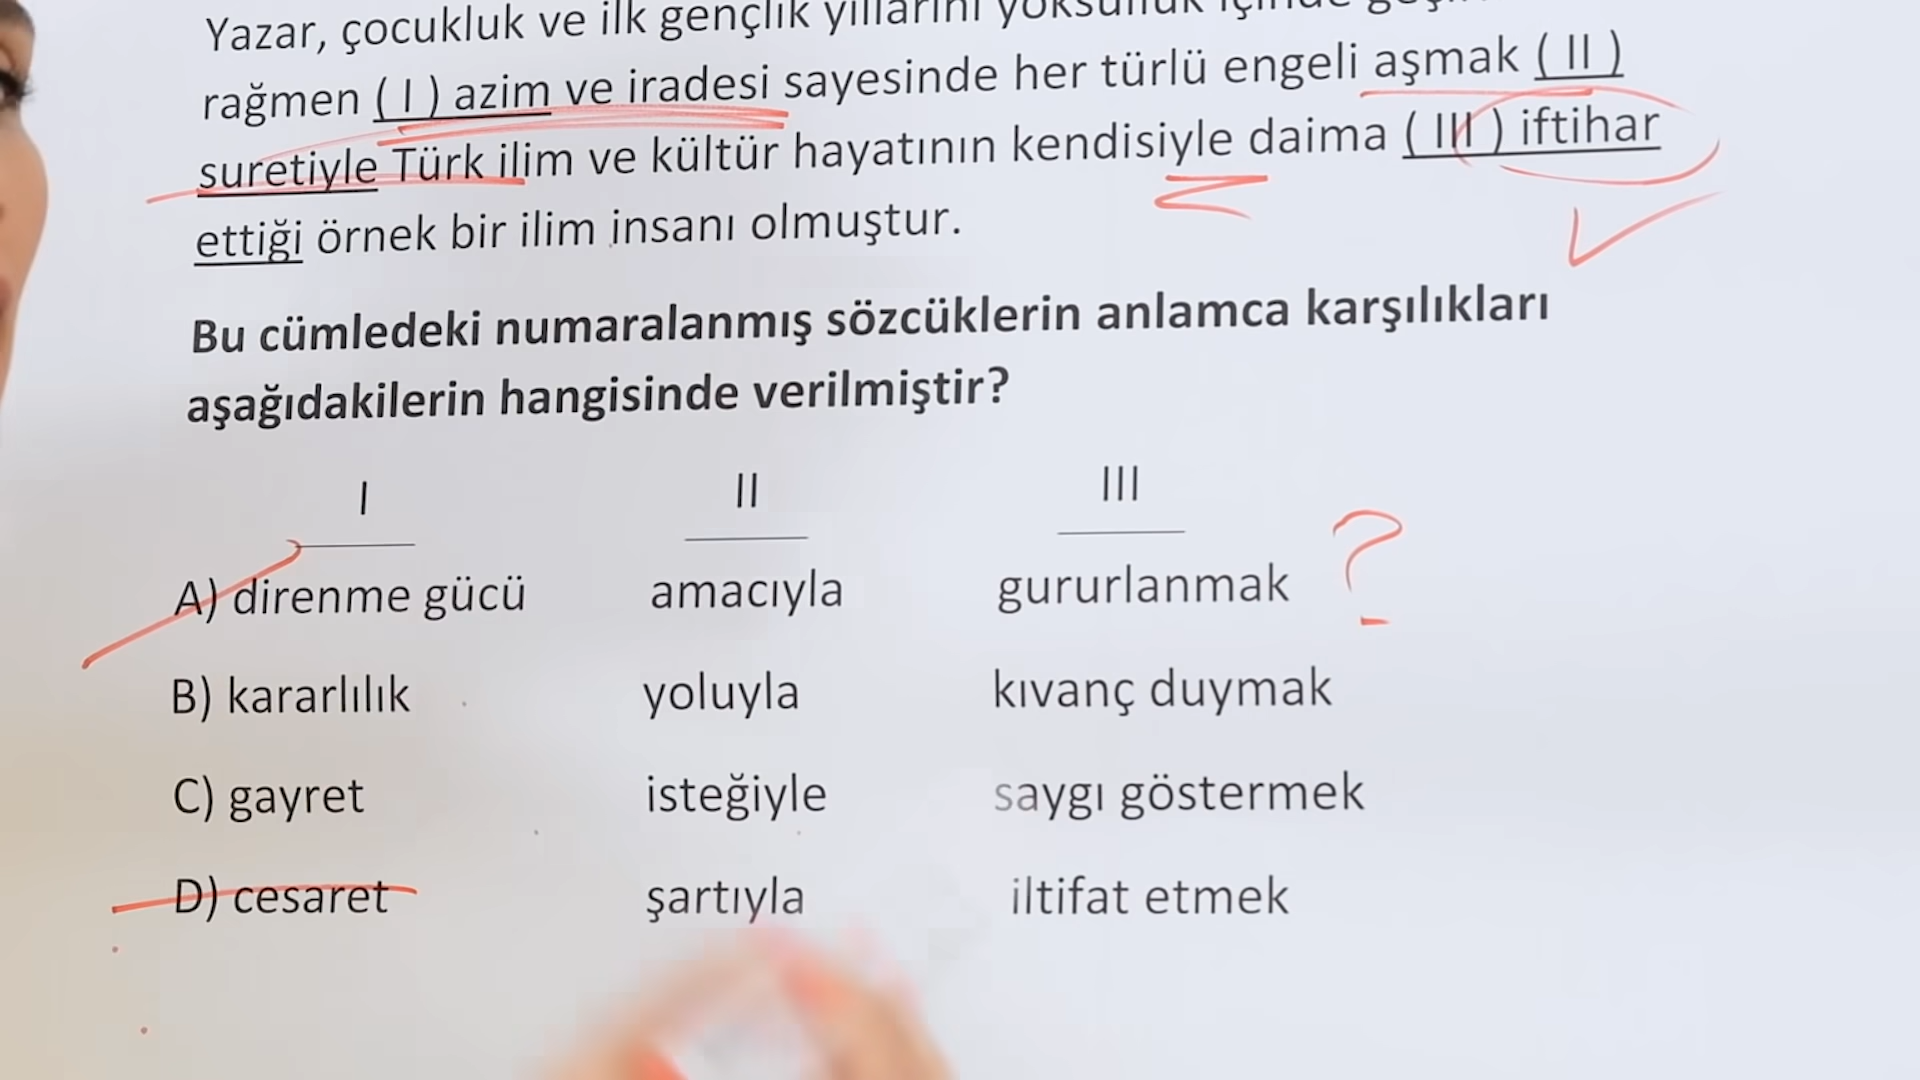 Yazar, çocukluk ve ilk gençlik yıllarını yoksulluk içinde
rağmen ( I ) azim ve iradesi sayesinde her türlü engeli aşmak ( II )
suretiyle Türk ilim ve kültür hayatının kendisiyle daima ( III ) iftihar
ettiği örnek bir ilim insanı olmuştur.
Bu cümledeki numaralanmış sözcüklerin anlamca karşılıkları
aşağıdakilerin hangisinde verilmiştir?
I II III
A) direnme gücü amacıyla gururlanmak ?
B) kararlılık yoluyla kıvanç duymak
C) gayret isteğiyle saygı göstermek
D) cesaret şartıyla iltifat etmek